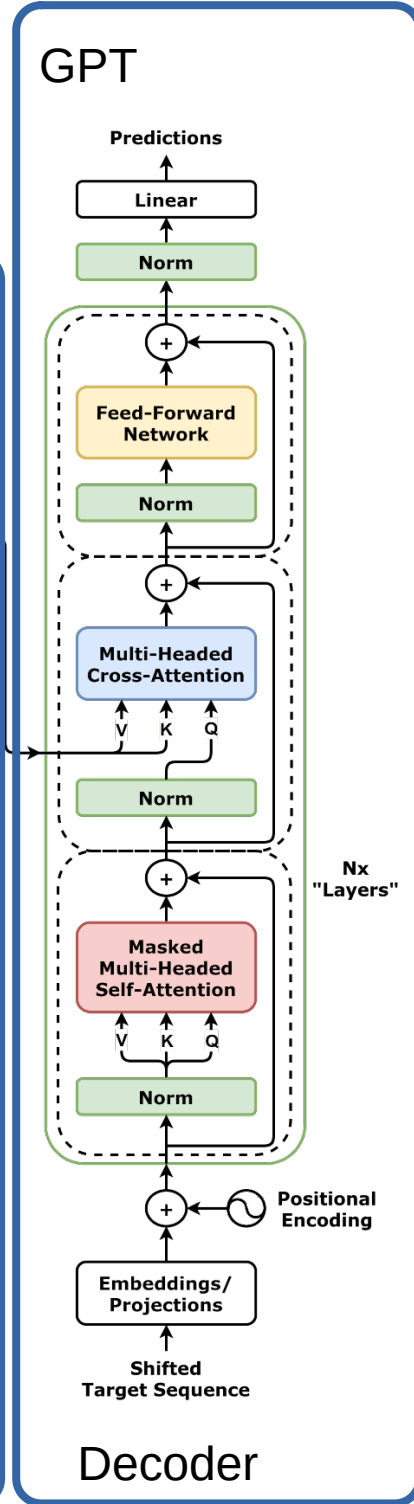 GPT
Predictions
Linear
Norm
+
Feed-Forward
Network
Norm
+
Multi-Headed
Cross-Attention
V K Q
Norm
Nx
"Layers"
+
Masked
Multi-Headed
Self-Attention
V K Q
Norm
+
Positional
Encoding
Embeddings/
Projections
Shifted
Target Sequence
Decoder